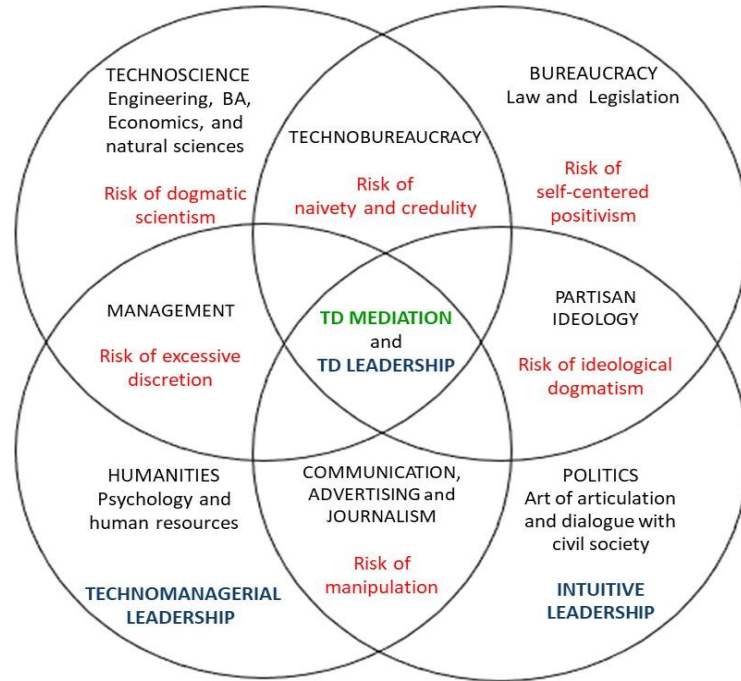 TECHNOSCIENCE
Engineering, BA,
Economics, and
natural sciences
Risk of dogmatic
scientism
TECHNOBUREAUCRACY
Risk of
naivety and credulity
BUREAUCRACY
Law and Legislation
Risk of
self-centered
positivism
MANAGEMENT
Risk of excessive
discretion
TD MEDIATION
and
TD LEADERSHIP
PARTISAN
IDEOLOGY
Risk of ideological
dogmatism
HUMANITIES
Psychology and
human resources
TECHNOMANAGERIAL
LEADERSHIP
COMMUNICATION,
ADVERTISING and
JOURNALISM
Risk of
manipulation
POLITICS
Art of articulation
and dialogue with
civil society
INTUITIVE
LEADERSHIP